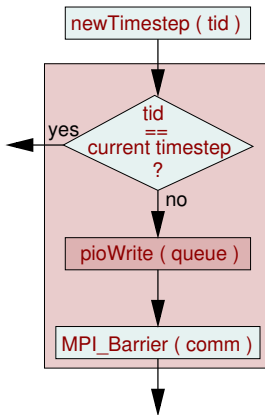 newTimestep ( tid )
tid
==
yes
current timestep
?
no
pioWrite ( queue )
MPI_Barrier ( comm )